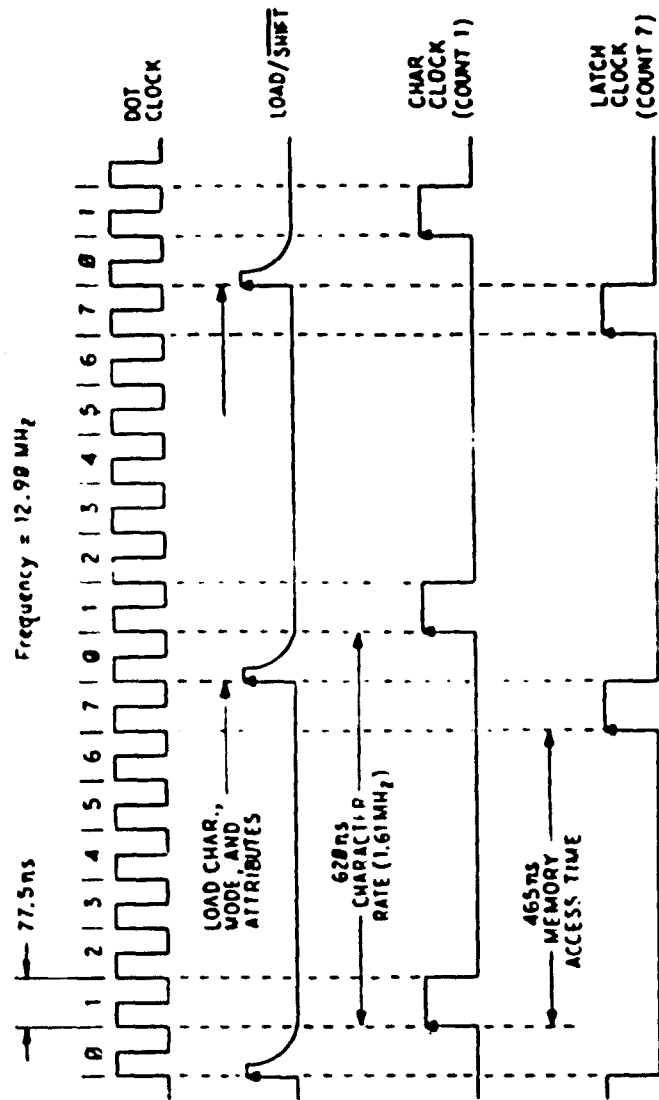 Frequency = 12.90 MHz
77.5ns
| 0 | 1 | 2 | 3 | 4 | 5 | 6 | 7 | 0 | 1 | 2 | 3 | 4 | 5 | 6 | 7 | 0 | 1 |
DOT
CLOCK
LOAD CHAR.,
MODE, AND
ATTRIBUTES
LOAD/SHIFT
620ns
CHARACTER
RATE (1.61MHz)
CHAR
CLOCK
(COUNT 1)
465ns
MEMORY
ACCESS TIME
LATCH
CLOCK
(COUNT 7)